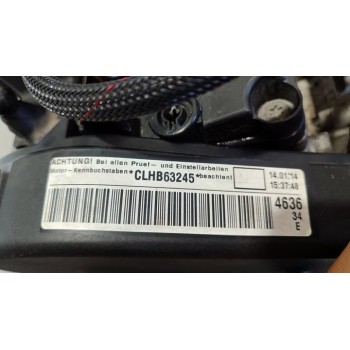 ACHTUNG! Bei allen Pruef- und Einstellarbeiten
Motor-Kennbuchstaben *CLHB63245* beachten!
14.01.14
15:37:48
4636
34
E